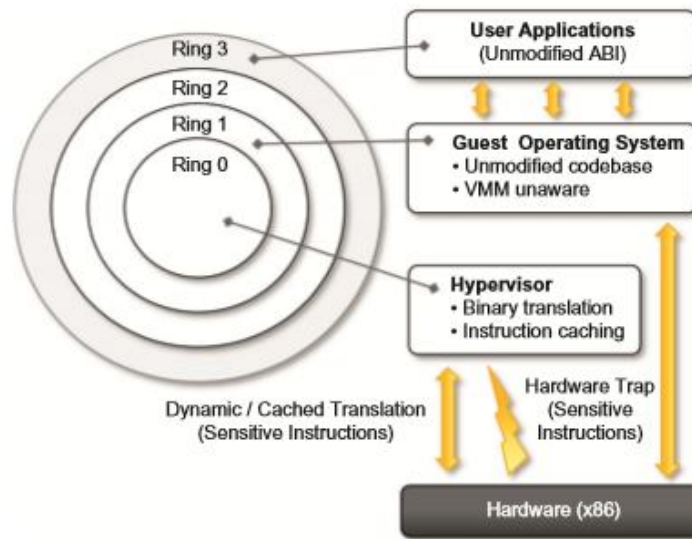 Ring 3
Ring 2
Ring 1
Ring 0
User Applications
(Unmodified ABI)
Guest Operating System
• Unmodified codebase
• VMM unaware
Hypervisor
• Binary translation
• Instruction caching
Dynamic / Cached Translation
(Sensitive Instructions)
Hardware Trap
(Sensitive
Instructions)
Hardware (x86)